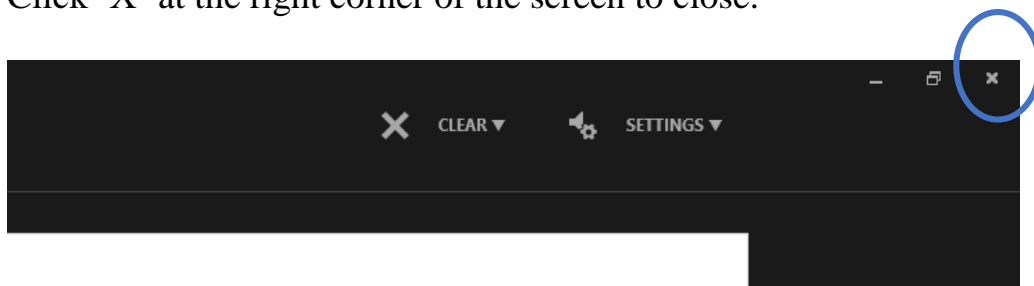 Click "X" at the right corner of the screen to close.
CLEAR ▼ SETTINGS ▼